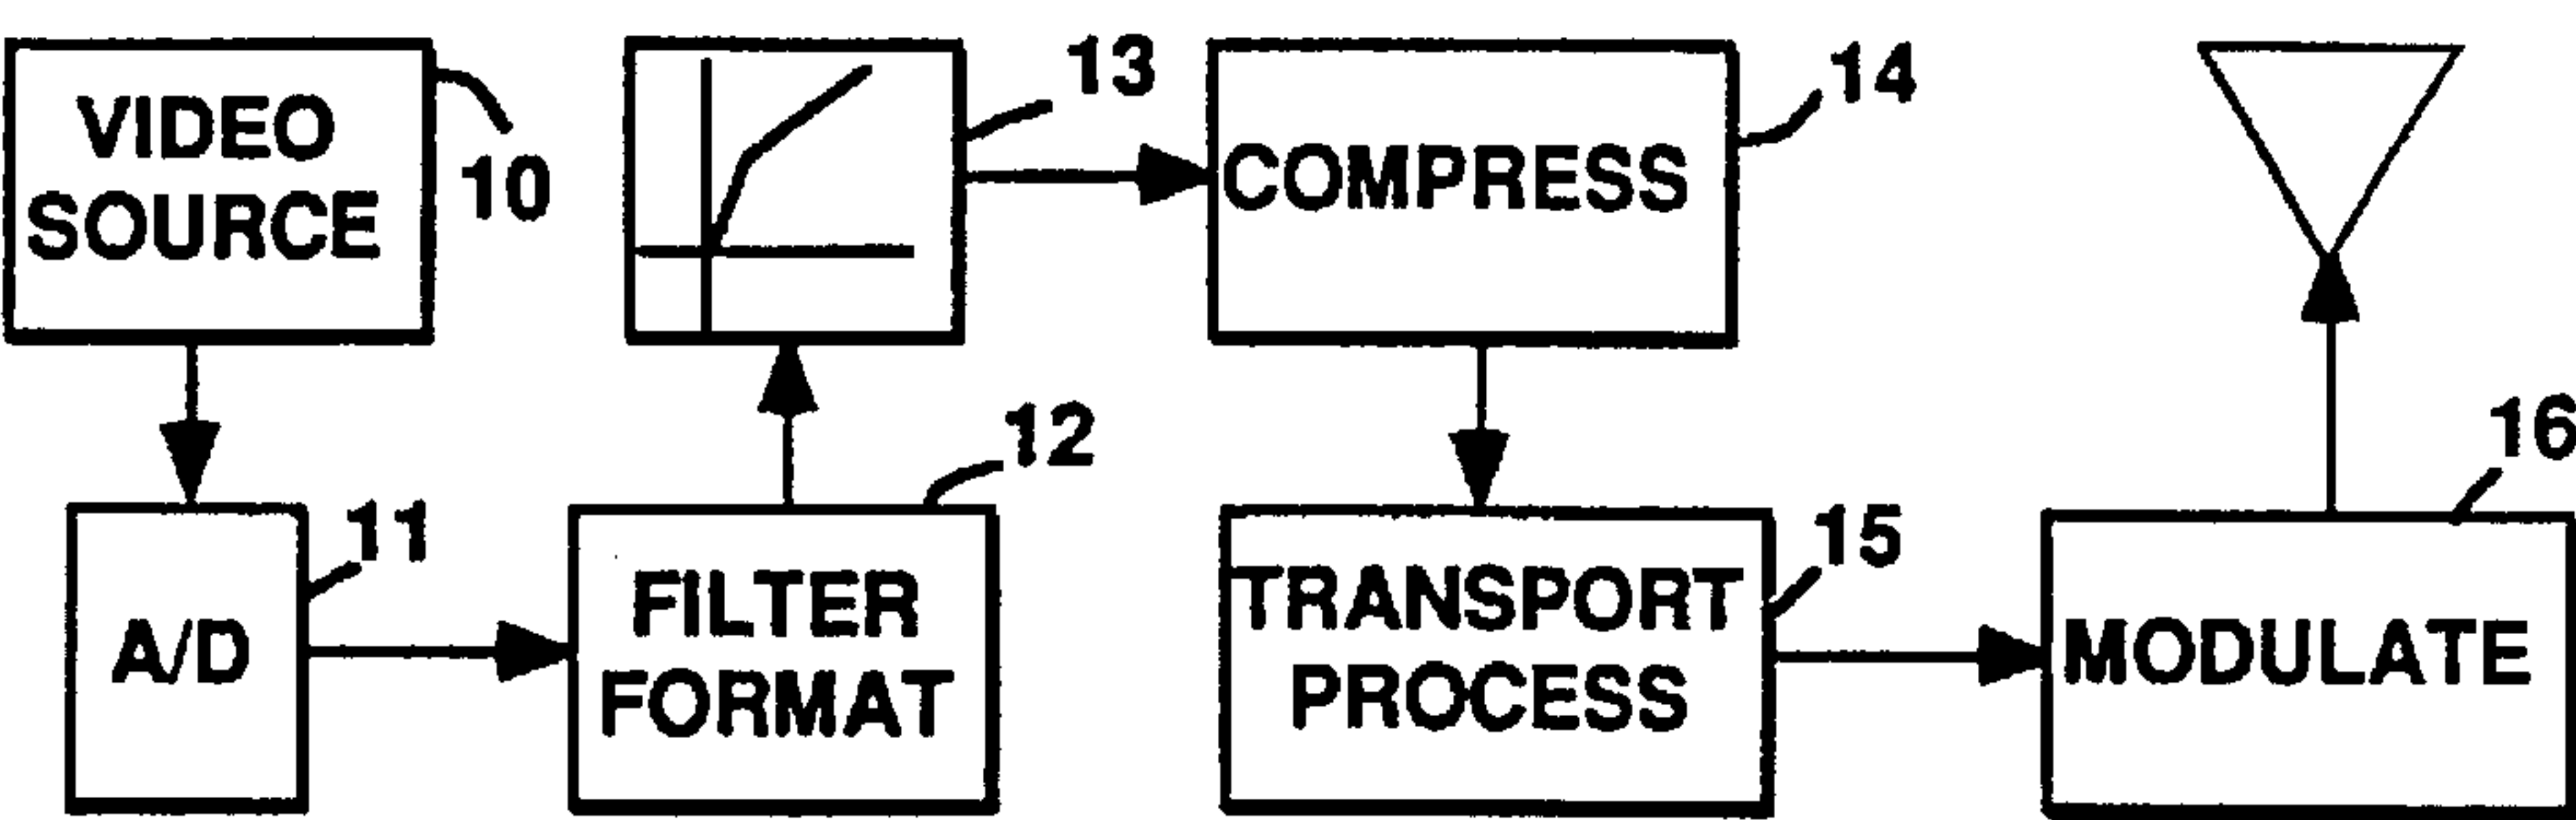 VIDEO
SOURCE
10
A/D
11
FILTER
FORMAT
12
13
COMPRESS
14
TRANSPORT
PROCESS
15
MODULATE
16